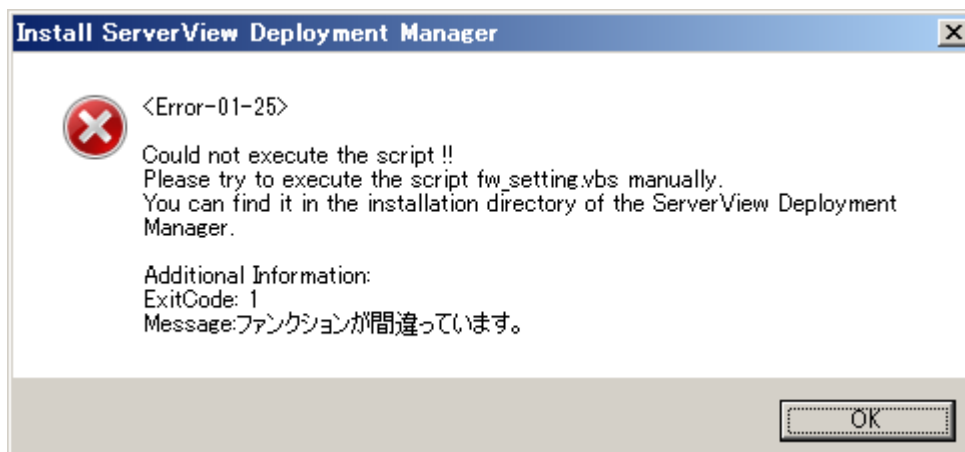 Install ServerView Deployment Manager
<Error-01-25>
Could not execute the script !!
Please try to execute the script fw_setting.vbs manually.
You can find it in the installation directory of the ServerView Deployment
Manager.
Additional Information:
ExitCode: 1
Message:ファンクションが間違っています。
OK